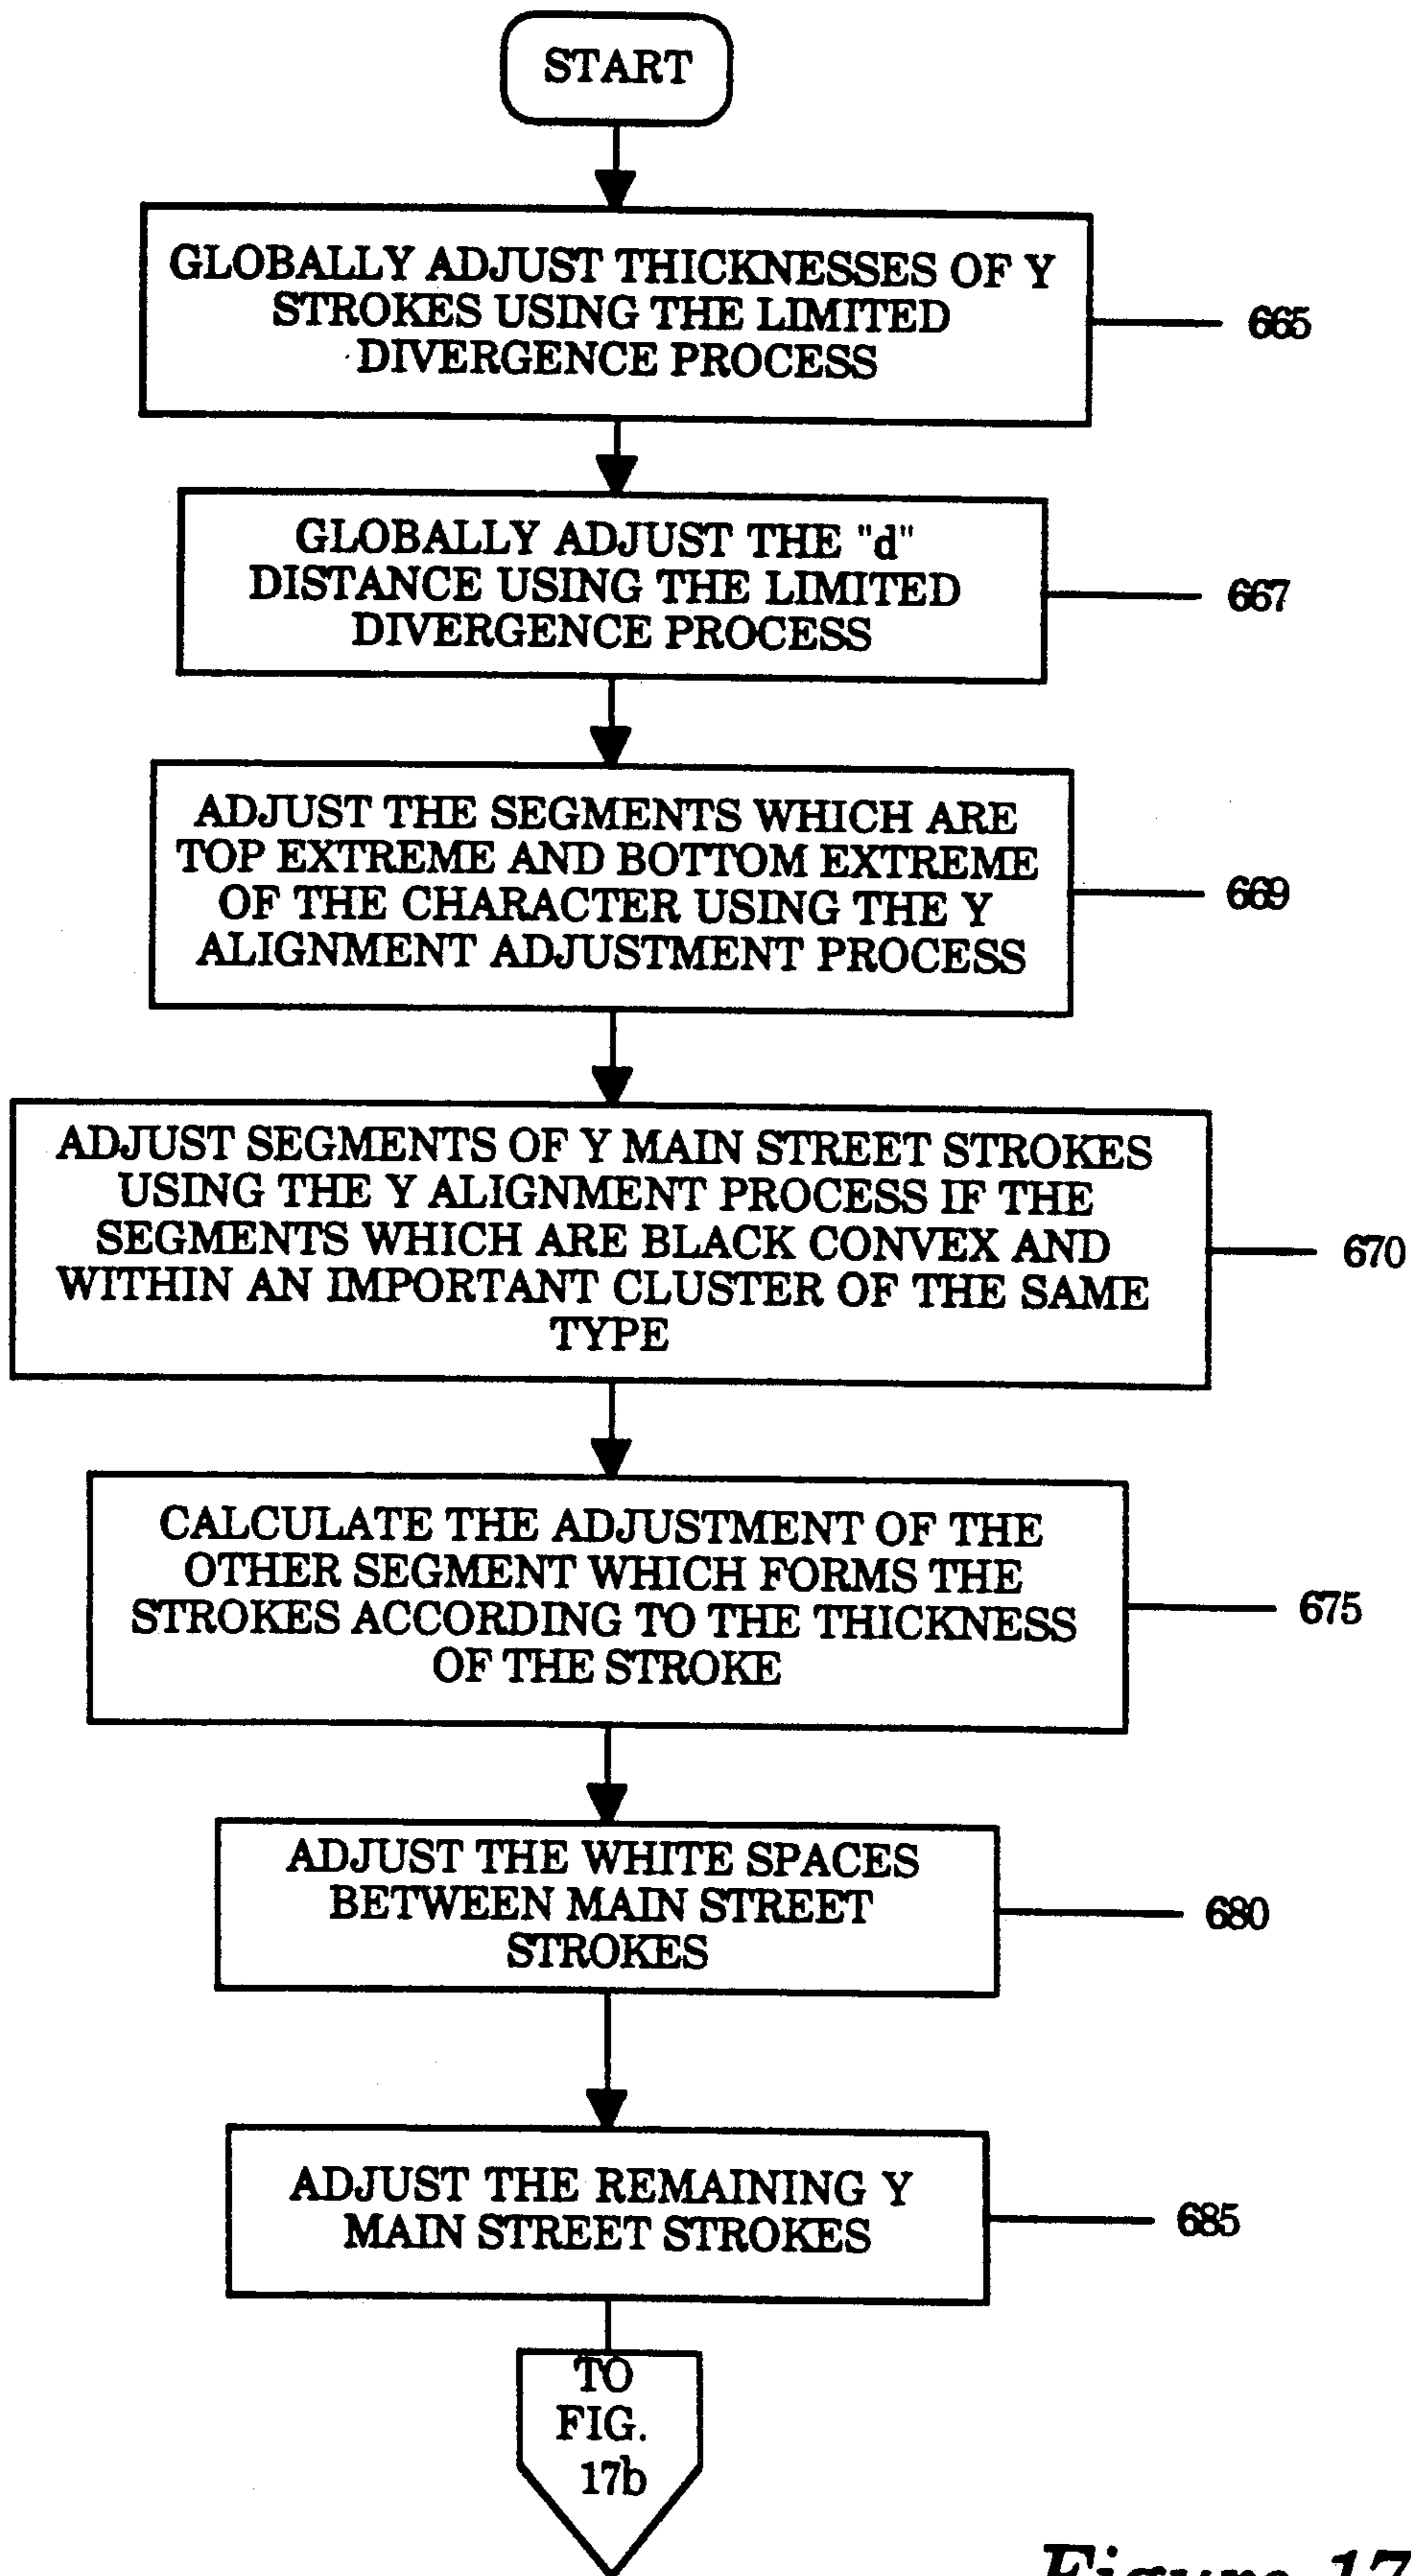 START
GLOBALLY ADJUST THICKNESSES OF Y
STROKES USING THE LIMITED
DIVERGENCE PROCESS
665
GLOBALLY ADJUST THE "d"
DISTANCE USING THE LIMITED
DIVERGENCE PROCESS
667
ADJUST THE SEGMENTS WHICH ARE
TOP EXTREME AND BOTTOM EXTREME
OF THE CHARACTER USING THE Y
ALIGNMENT ADJUSTMENT PROCESS
669
ADJUST SEGMENTS OF Y MAIN STREET STROKES
USING THE Y ALIGNMENT PROCESS IF THE
SEGMENTS WHICH ARE BLACK CONVEX AND
WITHIN AN IMPORTANT CLUSTER OF THE SAME
TYPE
670
CALCULATE THE ADJUSTMENT OF THE
OTHER SEGMENT WHICH FORMS THE
STROKES ACCORDING TO THE THICKNESS
OF THE STROKE
675
ADJUST THE WHITE SPACES
BETWEEN MAIN STREET
STROKES
680
ADJUST THE REMAINING Y
MAIN STREET STROKES
685
TO
FIG.
17b
Figure 17